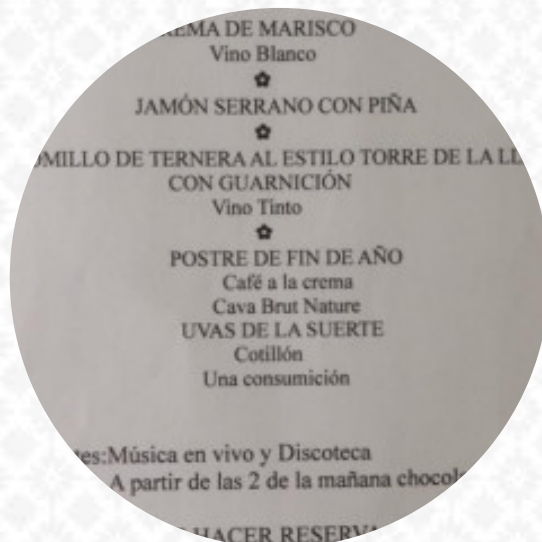 DE MARISCO
Vino Blanco
JAMÓN SERRANO CON PIÑA
DE TERNERA AL ESTILO TORRE DE LA
CON GUARNICIÓN
Vino Tinto
POSTRE DE FIN DE AÑO
Café a la crema
Cava Brut Nature
UVAS DE LA SUERTE
Cotillón
Una consumición
Música en vivo y Discoteca
A partir de las 2 de la mañana
HACER